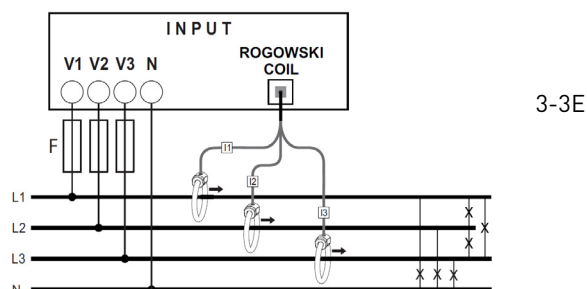 INPUT
V1 V2 V3 N
ROGOWSKI
COIL
3-3E
F
I1
I2
I3
L1
L2
L3
N